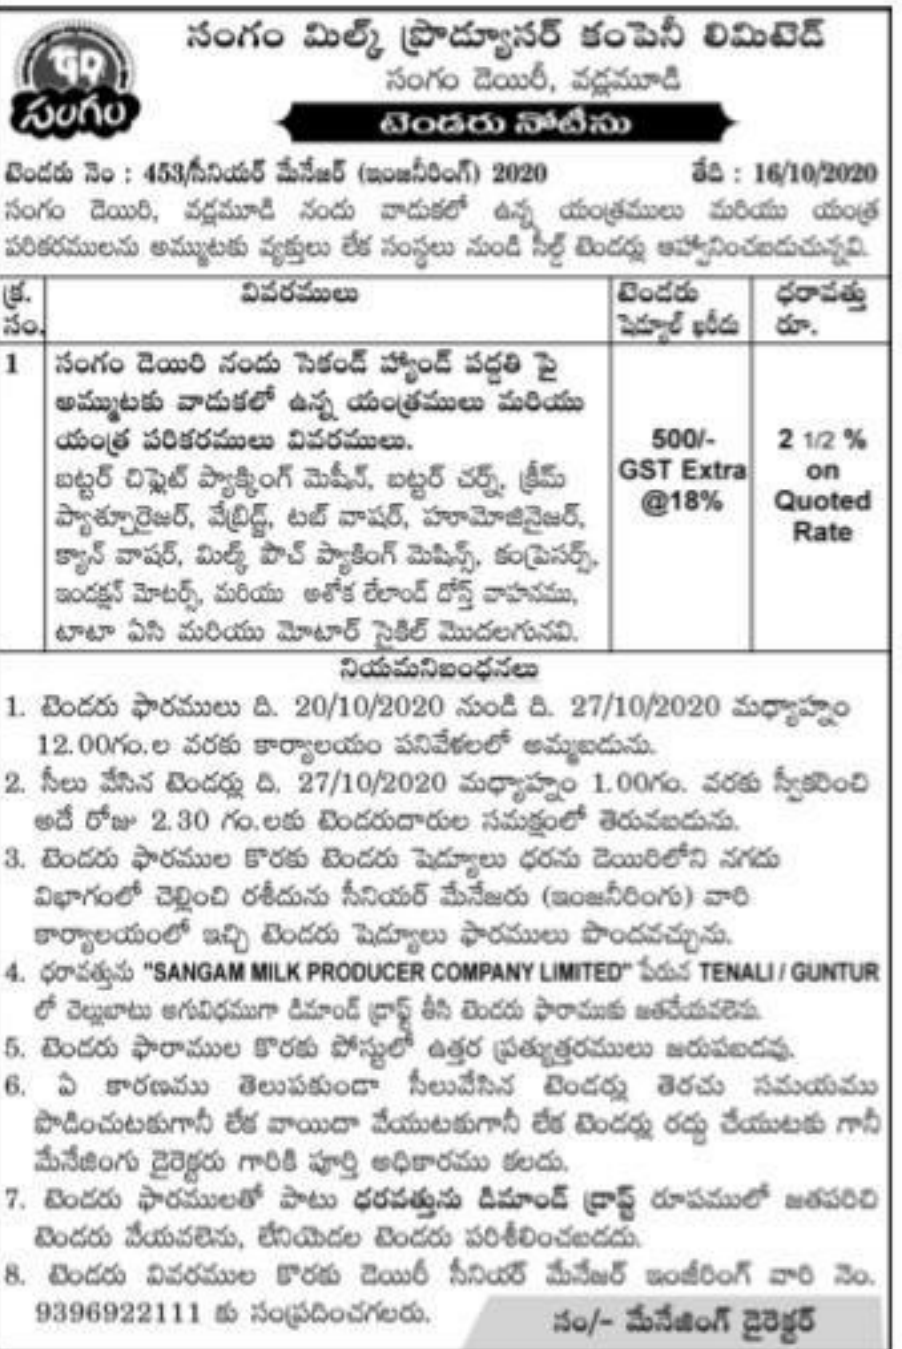 సంగం మిల్క్ ప్రొడ్యూసర్ కంపెనీ లిమిటెడ్
సంగం డెయిరీ, వడ్లమూడి
సంగం
టెండరు నోటీసు
టెండరు నెం : 453/సీనియర్ మేనేజర్ (ఇంజనీరింగ్) 2020 తేది : 16/10/2020
సంగం డెయిరి, వడ్లమూడి నందు వాడుకలో ఉన్న యంత్రములు మరియు యంత్ర
పరికరములను అమ్ముటకు వ్యక్తులు లేక సంస్థలు నుండి సీల్డ్ టెండర్లు ఆహ్వానించబడుచున్నవి.
క్ర. సం. వివరములు టెండరు షెడ్యూల్ ఖరీదు ధరావత్తు రూ.
1 సంగం డెయిరి నందు సెకండ్ హ్యాండ్ పద్దతి పై
అమ్ముటకు వాడుకలో ఉన్న యంత్రములు మరియు
యంత్ర పరికరములు వివరములు.
బట్టర్ చిప్లెట్ ప్యాక్కింగ్ మెషీన్, బట్టర్ చర్న్, క్రీమ్
ప్యాశ్చూరైజర్, వేబ్రిడ్జ్, టబ్ వాషర్, హూమోజినైజర్,
క్యాన్ వాషర్, మిల్క్ పౌచ్ ప్యాకింగ్ మెషిన్స్, కంప్రెసర్స్,
ఇండక్షన్ మోటర్స్, మరియు అశోక లేలాండ్ దోస్త్ వాహనము,
టాటా ఏసి మరియు మోటార్ సైకిల్ మొదలగునవి.
500/-
GST Extra
@18%
2 1/2 %
on
Quoted
Rate
నియమనిబంధనలు
1. టెండరు ఫారములు ది. 20/10/2020 నుండి ది. 27/10/2020 మధ్యాహ్నం
12.00గం.ల వరకు కార్యాలయం పనివేళలలో అమ్మబడును.
2. సీలు వేసిన టెండర్లు ది. 27/10/2020 మధ్యాహ్నం 1.00గం. వరకు స్వీకరించి
అదే రోజు 2.30 గం.లకు టెండరుదారుల సమక్షంలో తెరువబడును.
3. టెండరు ఫారముల కొరకు టెండరు షెడ్యూలు ధరను డెయిరిలోని నగదు
విభాగంలో చెల్లించి రశీదును సీనియర్ మేనేజరు (ఇంజనీరింగు) వారి
కార్యాలయంలో ఇచ్చి టెండరు షెడ్యూలు ఫారములు పొందవచ్చును.
4. ధరావత్తును "SANGAM MILK PRODUCER COMPANY LIMITED" పేరున TENALI / GUNTUR
లో చెల్లుబాటు అగువిధముగా డిమాండ్ డ్రాఫ్ట్ తీసి టెండరు ఫారాముకు జతచేయవలెను.
5. టెండరు ఫారాముల కొరకు పోస్టులో ఉత్తర ప్రత్యుత్తరములు జరుపబడవు.
6. ఏ కారణము తెలుపకుండా సీలువేసిన టెండర్లు తెరచు సమయము
పొడించుటకుగానీ లేక వాయిదా వేయుటకుగానీ లేక టెండర్లు రద్దు చేయుటకు గానీ
మేనేజింగు డైరెక్టరు గారికి పూర్తి అధికారము కలదు.
7. టెండరు ఫారములతో పాటు ధరవత్తును డిమాండ్ డ్రాఫ్ట్ రూపములో జతపరిచి
టెండరు వేయవలెను, లేనియెడల టెండరు పరిశీలించబడదు.
8. టెండరు వివరముల కొరకు డెయిరీ సీనియర్ మేనేజర్ ఇంజీరింగ్ వారి నెం.
9396922111 కు సంప్రదించగలరు.
సం/- మేనేజింగ్ డైరెక్టర్